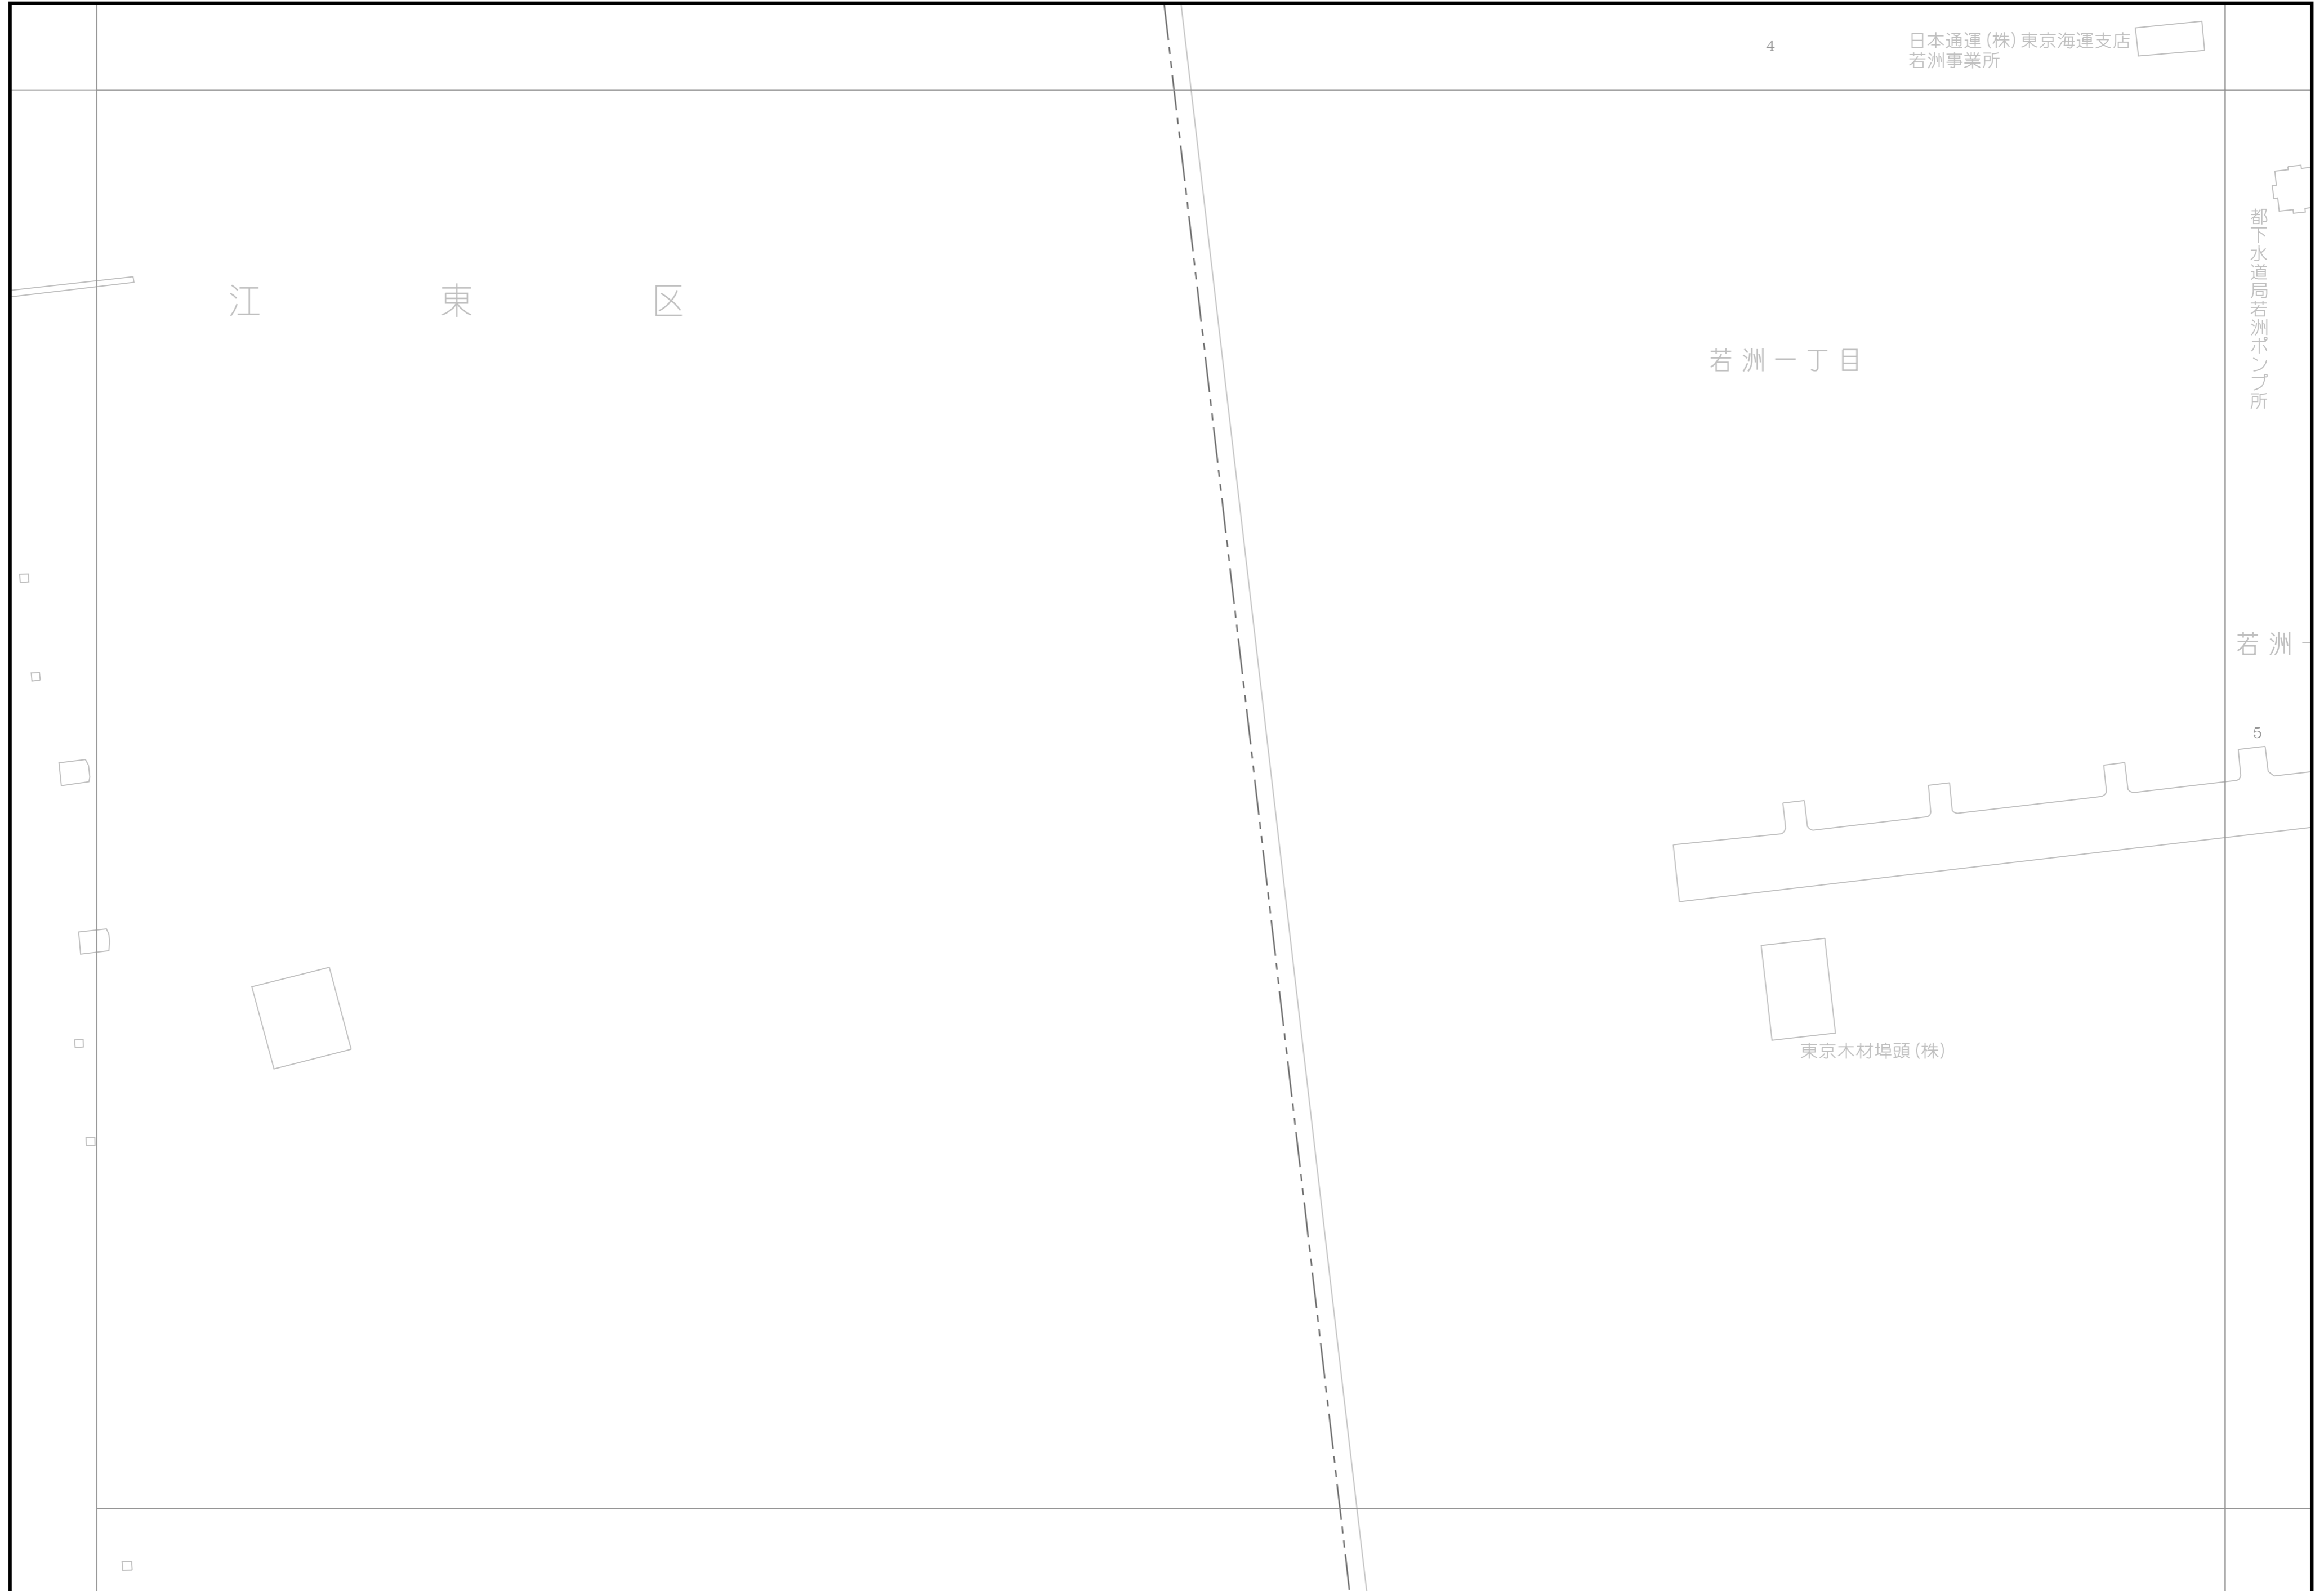 4
日本通運(株)東京海運支店
若洲事業所
都下水道局若洲ポンプ所
江東区
若洲一丁目
若洲一
5
東京木材埠頭(株)